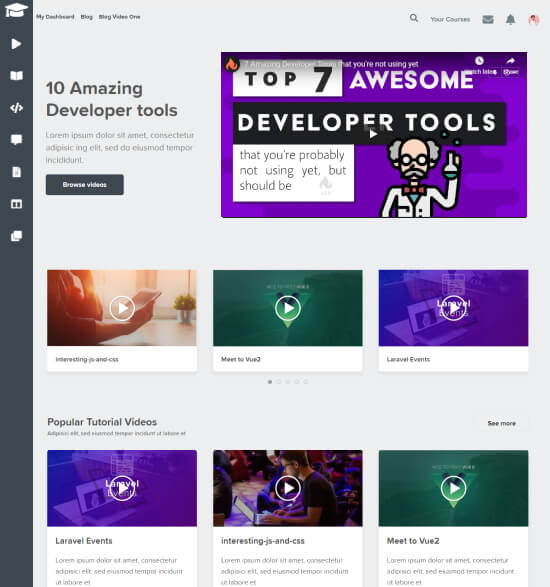 My Dashboard Blog Blog Video One
Your Courses
10 Amazing
Developer tools
Lorem ipsum dolor sit amet, consectetur
adipisic ing elit, sed do eiusmod tempor
incididunt.
Browse videos
7 Amazing Developer Tools that you're not using yet
Watch later Share
TOP 7 AWESOME
DEVELOPER TOOLS
that you're probably
not using yet, but
should be
interesting-js-and-css
Meet to Vue2
Laravel
Events
Laravel Events
Popular Tutorial Videos
Adipisici elit, sed eiusmod tempor incidunt ut labore et
See more
Laravel
Events
Laravel Events
Lorem ipsum dolor sit amet, consectetur
adipisici elit, sed eiusmod tempor incidunt
ut labore et
interesting-js-and-css
Lorem ipsum dolor sit amet, consectetur
adipisici elit, sed eiusmod tempor incidunt
ut labore et
Meet to Vue2
Lorem ipsum dolor sit amet, consectetur
adipisici elit, sed eiusmod tempor incidunt
ut labore et